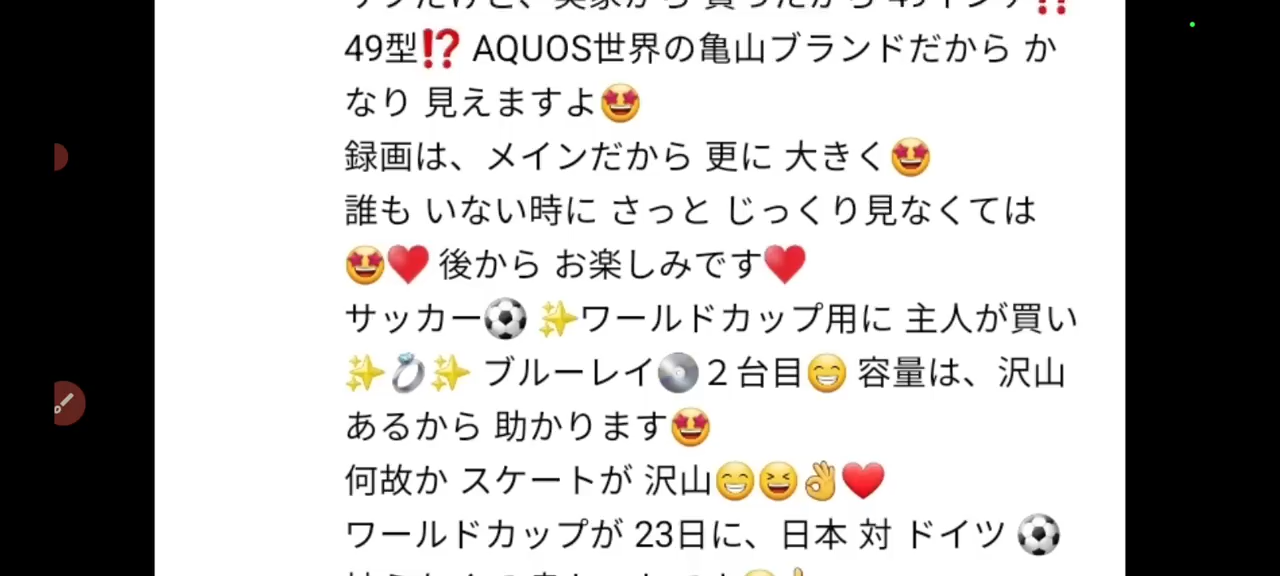 49型⁉️ AQUOS世界の亀山ブランドだから か
なり 見えますよ🤩
録画は、メインだから 更に 大きく🤩
誰も いない時に さっと じっくり見なくては
🤩❤️ 後から お楽しみです❤️
サッカー⚽ ✨ワールドカップ用に 主人が買い
✨💍✨ ブルーレイ💿２台目😁 容量は、沢山
あるから 助かります🤩
何故か スケートが 沢山😁😆👌❤️
ワールドカップが 23日に、日本 対 ドイツ ⚽